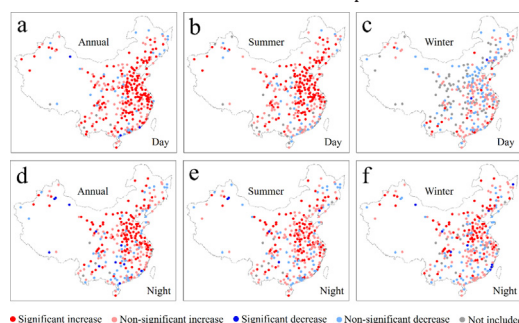 a Annual Day
b Summer Day
c Winter Day
d Annual Night
e Summer Night
f Winter Night
Significant increase Non-significant increase Significant decrease Non-significant decrease Not include